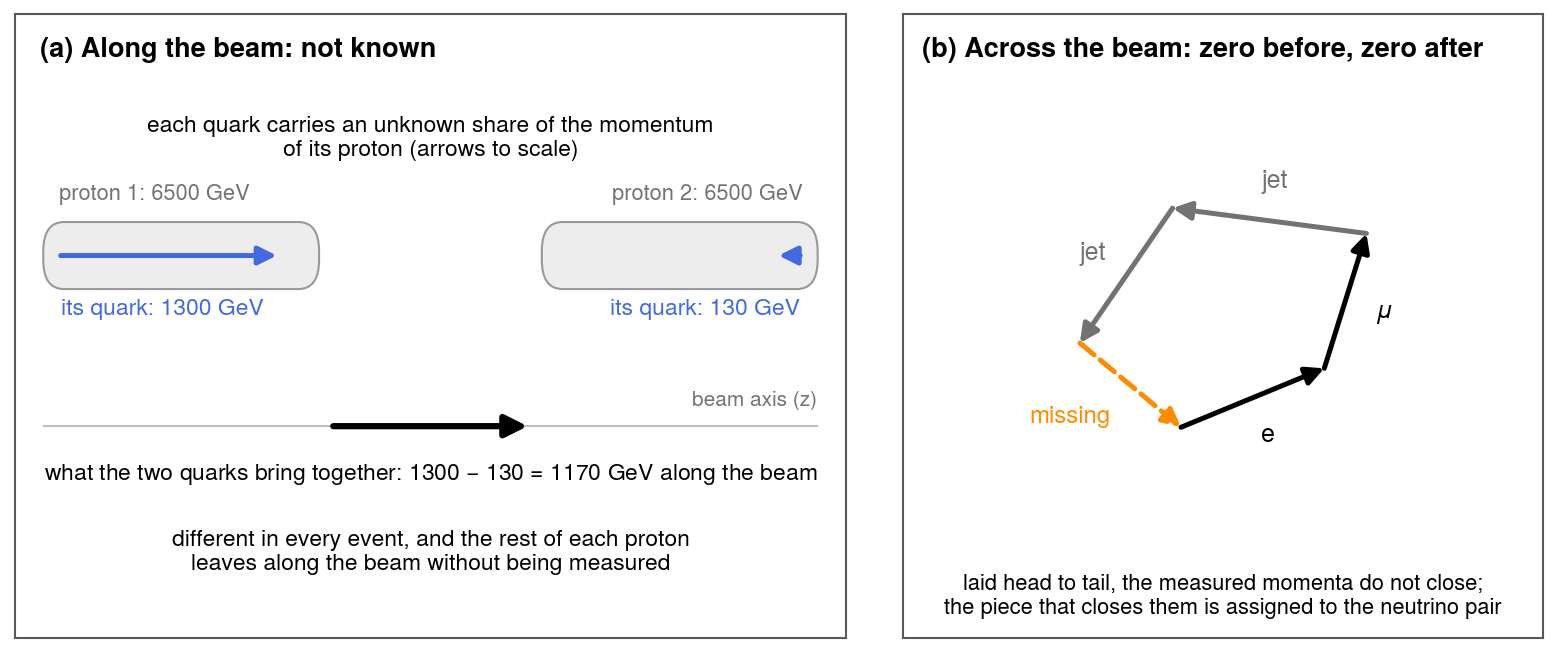 (a) Along the beam: not known
each quark carries an unknown share of the momentum
of its proton (arrows to scale)
proton 1: 6500 GeV
proton 2: 6500 GeV
its quark: 1300 GeV
its quark: 130 GeV
beam axis (z)
what the two quarks bring together: 1300 − 130 = 1170 GeV along the beam
different in every event, and the rest of each proton
leaves along the beam without being measured
(b) Across the beam: zero before, zero after
jet
jet
μ
missing
e
laid head to tail, the measured momenta do not close;
the piece that closes them is assigned to the neutrino pair